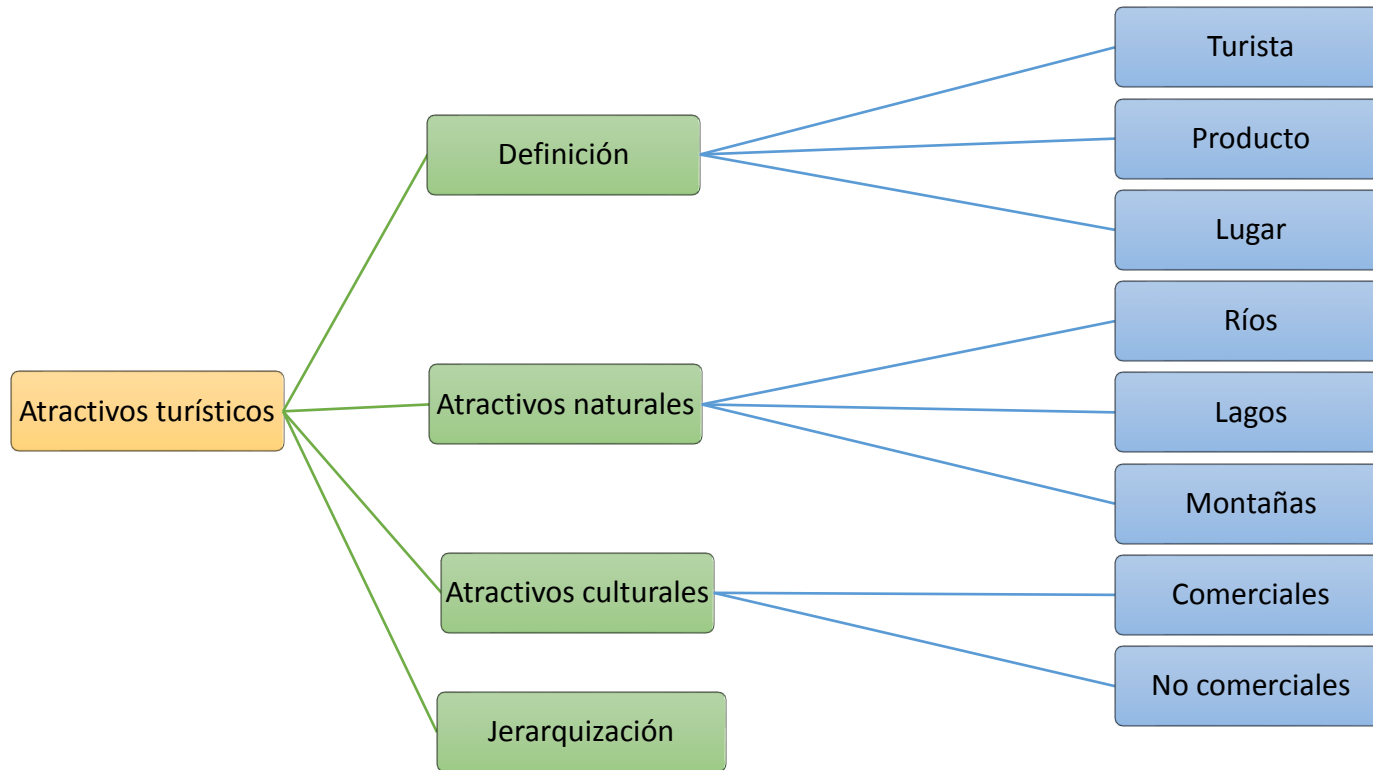 Atractivos turísticos
Definición
Turista
Producto
Lugar
Atractivos naturales
Ríos
Lagos
Montañas
Atractivos culturales
Comerciales
No comerciales
Jerarquización